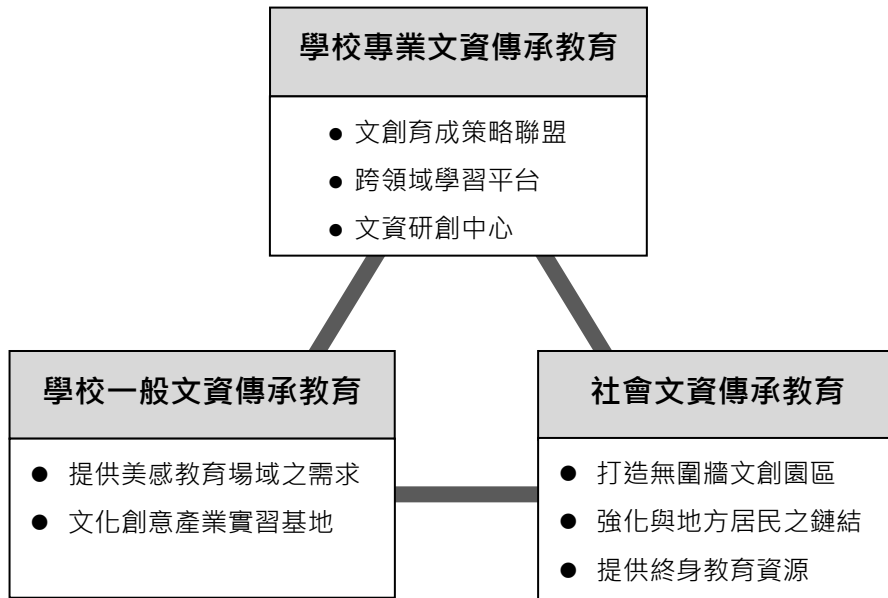 學校專業文資傳承教育
● 文創育成策略聯盟
● 跨領域學習平台
● 文資研創中心
學校一般文資傳承教育
● 提供美感教育場域之需求
● 文化創意產業實習基地
社會文資傳承教育
● 打造無圍牆文創園區
● 強化與地方居民之鏈結
● 提供終身教育資源